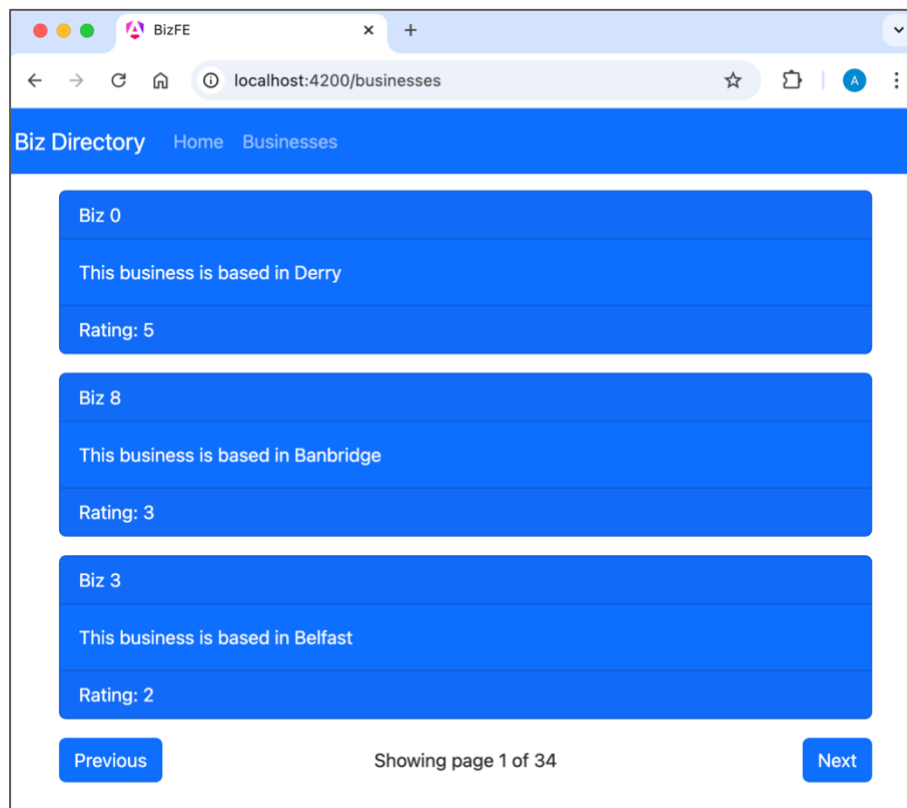 BizFE
localhost:4200/businesses
A
Biz Directory Home Businesses
Biz 0
This business is based in Derry
Rating: 5
Biz 8
This business is based in Banbridge
Rating: 3
Biz 3
This business is based in Belfast
Rating: 2
Previous Showing page 1 of 34 Next